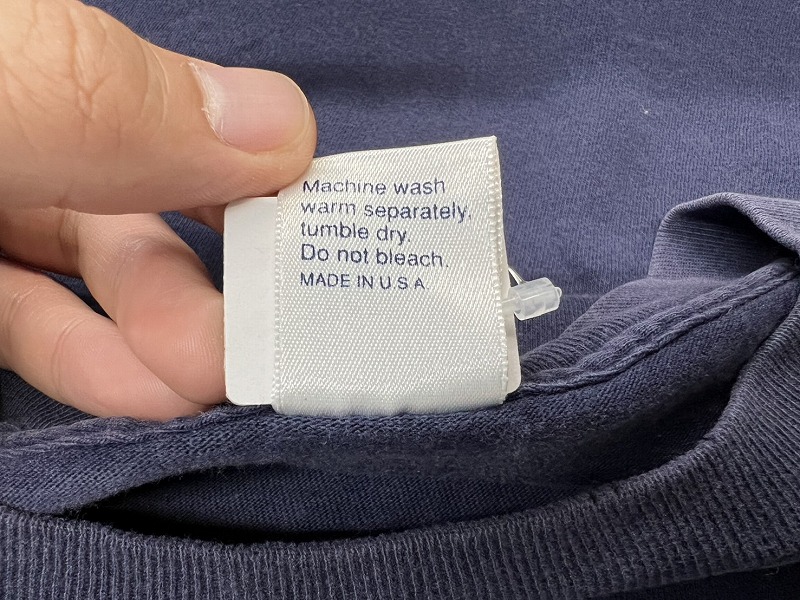 Machine wash
warm separately,
tumble dry.
Do not bleach.
MADE IN U S A